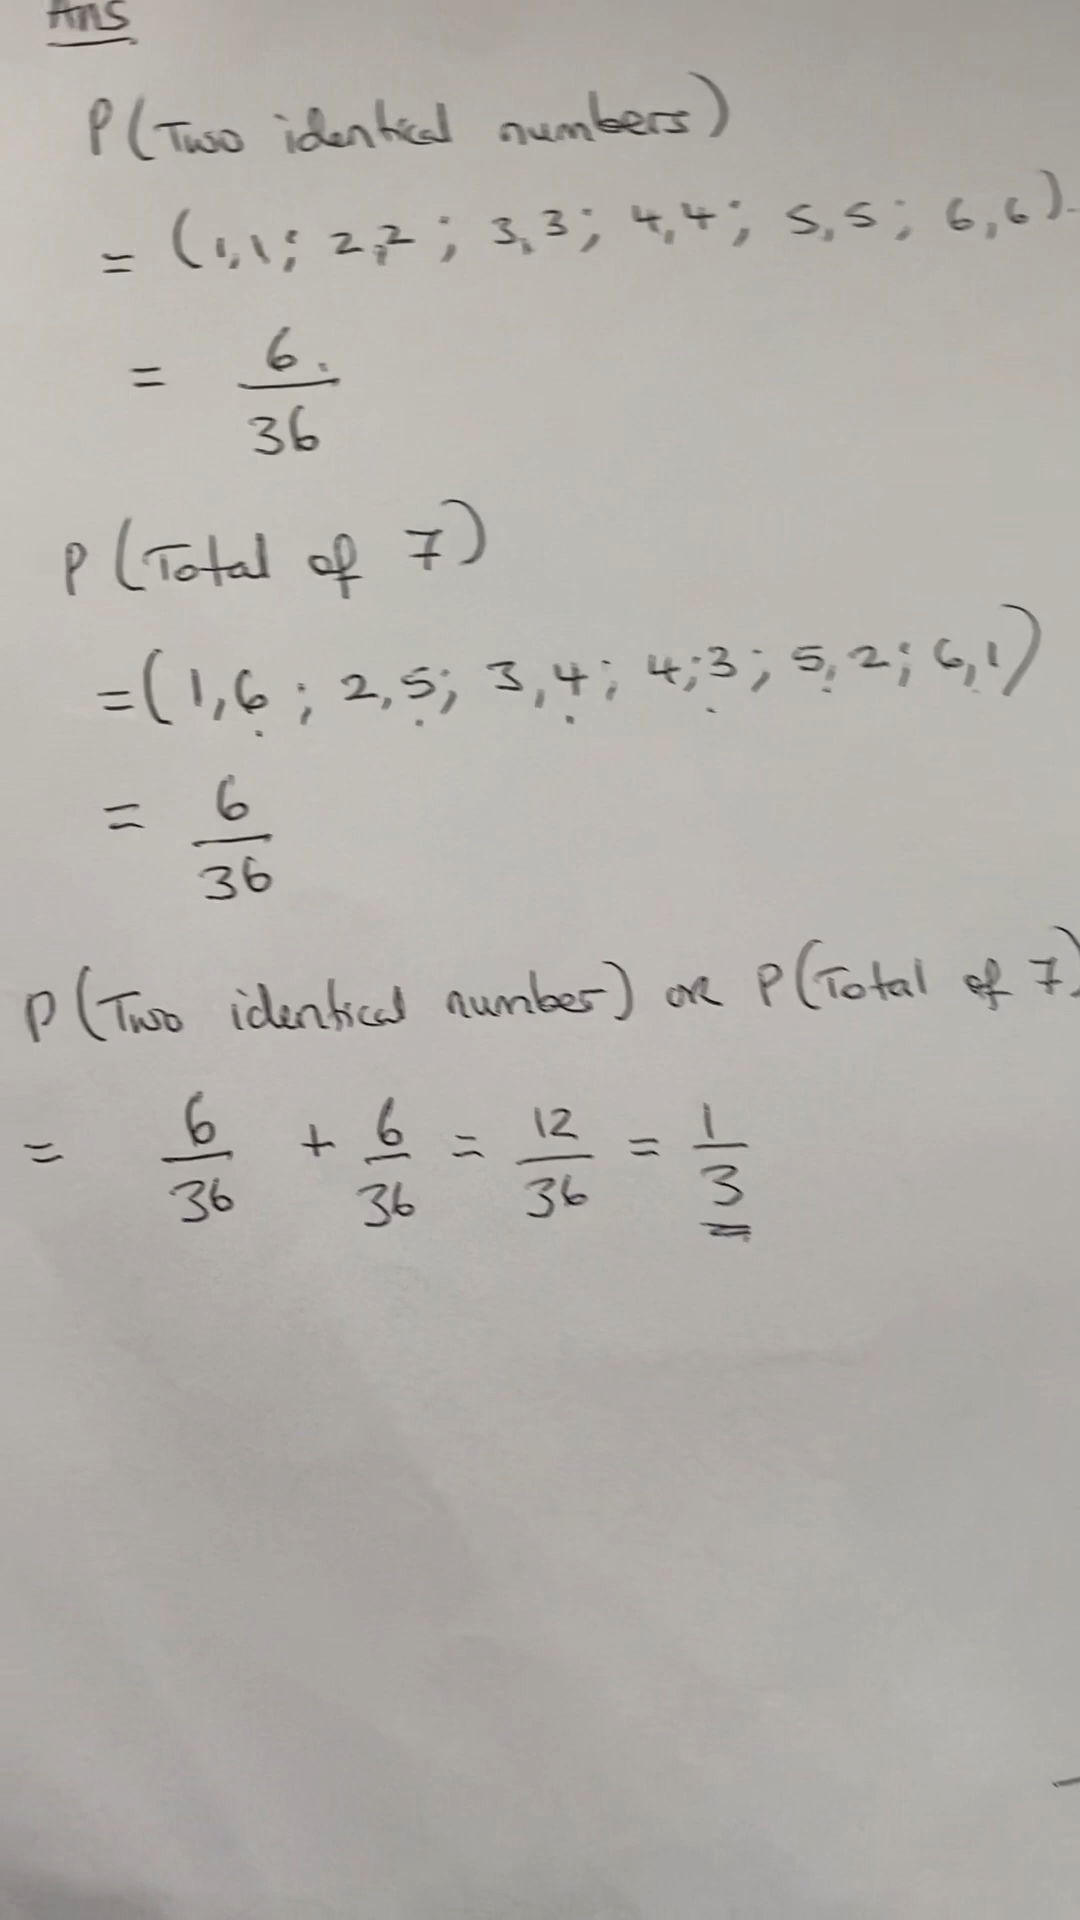 Ans
P(Two identical numbers)
= (1,1; 2,2; 3,3; 4,4; 5,5; 6,6).
= 6/36
P(Total of 7)
=(1,6; 2,5; 3,4; 4;3; 5,2; 6,1)
= 6/36
P(Two identical number) or P(Total of 7)
= 6/36 + 6/36 = 12/36 = 1/3